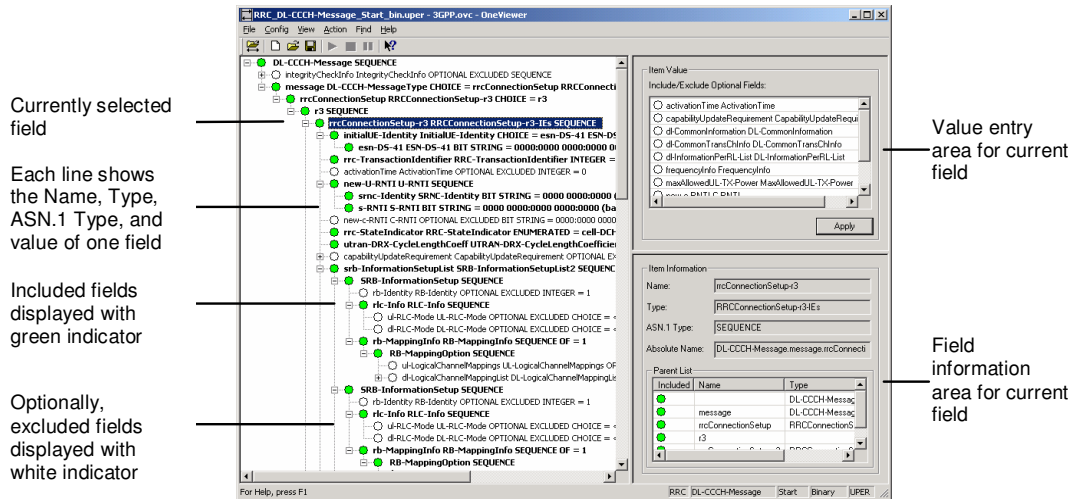 RRC_DL-CCCH-Message_Start_bin.uper - 3GPP.ovc - OneViewer
File Config View Action Find Help
DL-CCCH-Message SEQUENCE
integrityCheckInfo IntegrityCheckInfo OPTIONAL EXCLUDED SEQUENCE
message DL-CCCH-MessageType CHOICE = rrcConnectionSetup RRCConnecti
rrcConnectionSetup RRCConnectionSetup-r3 CHOICE = r3
r3 SEQUENCE
rrcConnectionSetup-r3 RRCConnectionSetup-r3-IEs SEQUENCE
initialUE-Identity InitialUE-Identity CHOICE = esn-DS-41 ESN-DS
esn-DS-41 ESN-DS-41 BIT STRING = 0000:0000 0000:00
rrc-TransactionIdentifier RRC-TransactionIdentifier INTEGER =
activationTime ActivationTime OPTIONAL EXCLUDED INTEGER = 0
new-U-RNTI U-RNTI SEQUENCE
srnc-Identity SRNC-Identity BIT STRING = 0000:0000
s-RNTI S-RNTI BIT STRING = 0000:0000 0000:0000 (ba
new-c-RNTI C-RNTI OPTIONAL EXCLUDED BIT STRING = 0000:0000 0000
rrc-StateIndicator RRC-StateIndicator ENUMERATED = cell-DCH
utran-DRX-CycleLengthCoeff UTRAN-DRX-CycleLengthCoefficie
capabilityUpdateRequirement CapabilityUpdateRequirement OPTIONAL EX
srb-InformationSetupList SRB-InformationSetupList2 SEQUENC
SRB-InformationSetup SEQUENCE
rb-Identity RB-Identity OPTIONAL EXCLUDED INTEGER = 1
rlc-Info RLC-Info SEQUENCE
ul-RLC-Mode UL-RLC-Mode OPTIONAL EXCLUDED CHOICE =
dl-RLC-Mode DL-RLC-Mode OPTIONAL EXCLUDED CHOICE =
rb-MappingInfo RB-MappingInfo SEQUENCE OF = 1
RB-MappingOption SEQUENCE
ul-LogicalChannelMappings UL-LogicalChannelMappings OP
dl-LogicalChannelMappingList DL-LogicalChannelMappingLis
SRB-InformationSetup SEQUENCE
rb-Identity RB-Identity OPTIONAL EXCLUDED INTEGER = 1
rlc-Info RLC-Info SEQUENCE
ul-RLC-Mode UL-RLC-Mode OPTIONAL EXCLUDED CHOICE =
dl-RLC-Mode DL-RLC-Mode OPTIONAL EXCLUDED CHOICE =
rb-MappingInfo RB-MappingInfo SEQUENCE OF = 1
RB-MappingOption SEQUENCE
For Help, press F1
RRC DL-CCCH-Message Start Binary UPER
Item Value
Include/Exclude Optional Fields:
activationTime ActivationTime
capabilityUpdateRequirement CapabilityUpdateRequi
dl-CommonInformation DL-CommonInformation
dl-CommonTransChInfo DL-CommonTransChInfo
dl-InformationPerRL-List DL-InformationPerRL-List
frequencyInfo FrequencyInfo
maxAllowedUL-TX-Power MaxAllowedUL-TX-Power
new-c-RNTI C-RNTI
Apply
Item Information
Name: rrcConnectionSetup-r3
Type: RRCConnectionSetup-r3-IEs
ASN.1 Type: SEQUENCE
Absolute Name: DL-CCCH-Message.message.rrcConnecti
Parent List
Included Name Type
DL-CCCH-Messag
message DL-CCCH-Messag
rrcConnectionSetup RRCConnectionS
r3
Currently selected
field
Each line shows
the Name, Type,
ASN.1 Type, and
value of one field
Included fields
displayed with
green indicator
Optionally,
excluded fields
displayed with
white indicator
Value entry
area for current
field
Field
information
area for current
field